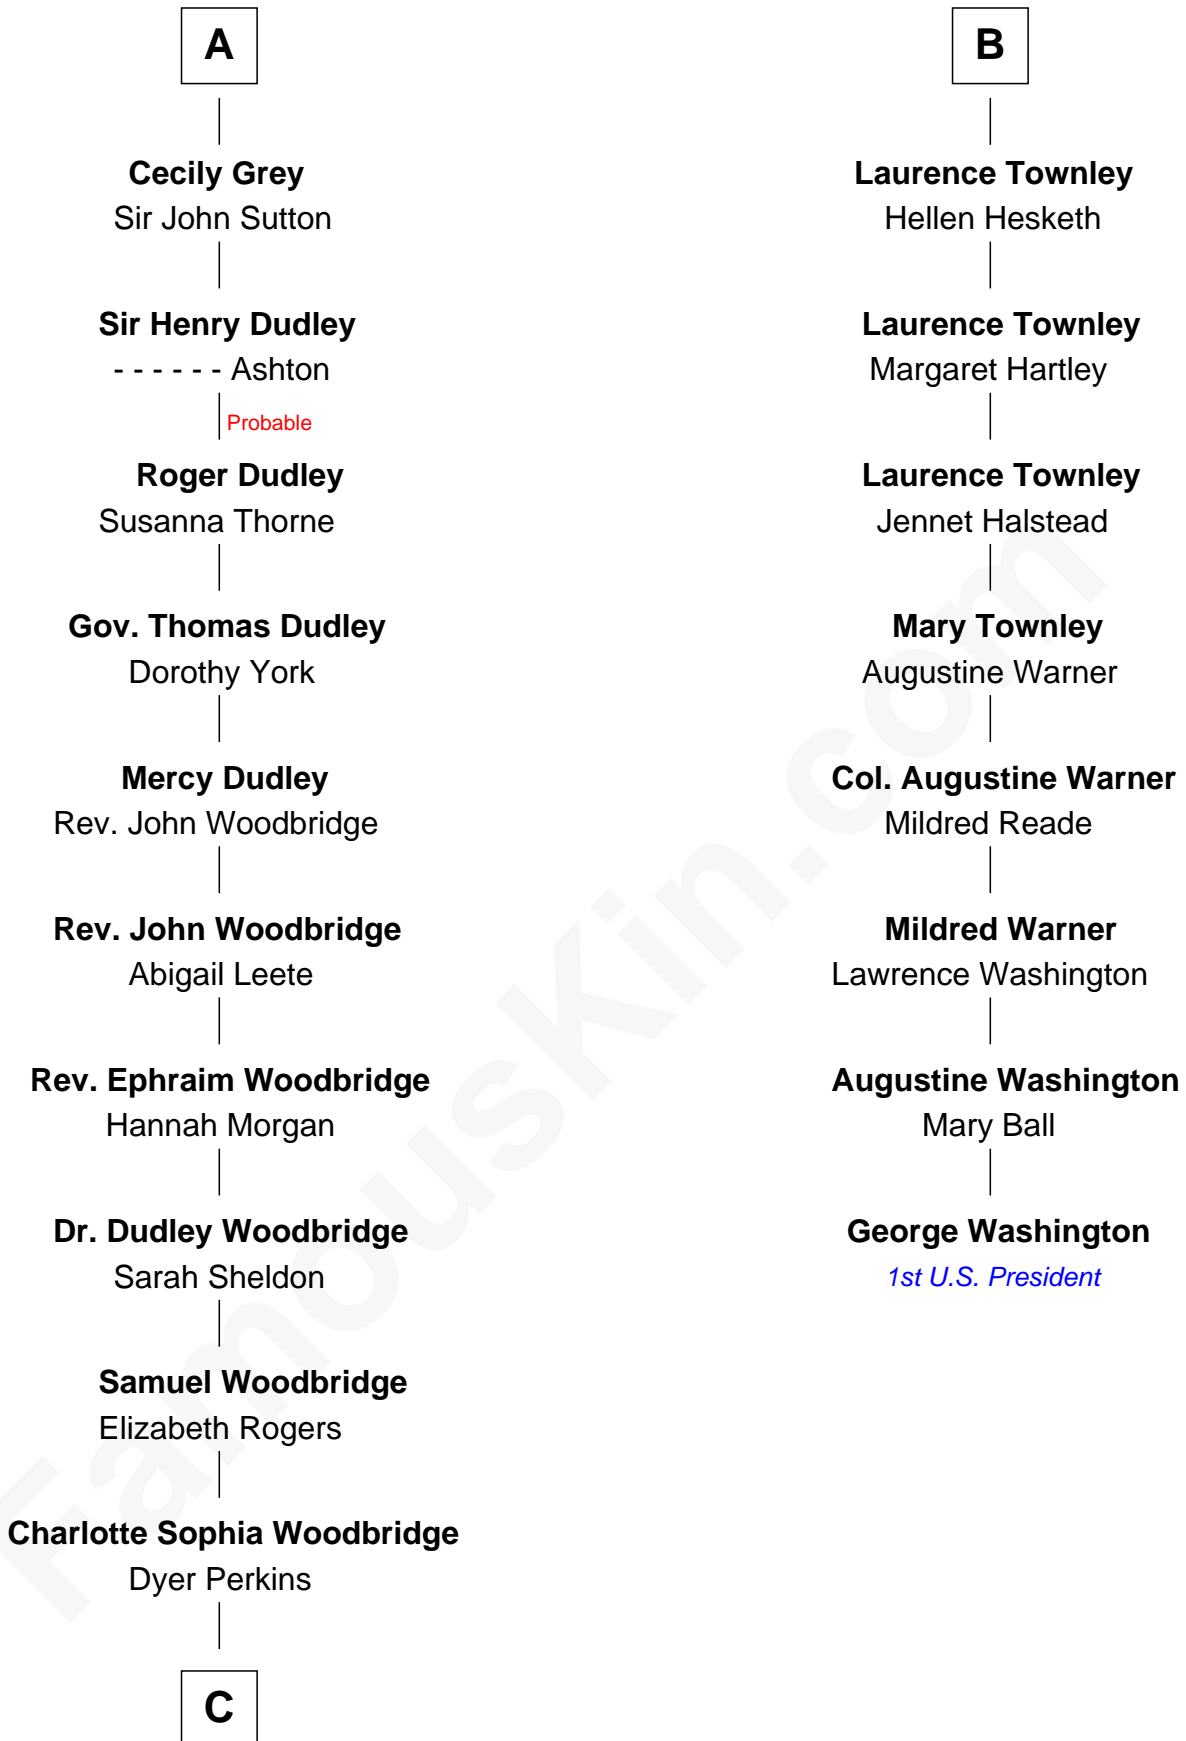 A
Cecily Grey
Sir John Sutton
Sir Henry Dudley
- - - - - - Ashton
Probable
Roger Dudley
Susanna Thorne
Gov. Thomas Dudley
Dorothy York
Mercy Dudley
Rev. John Woodbridge
Rev. John Woodbridge
Abigail Leete
Rev. Ephraim Woodbridge
Hannah Morgan
Dr. Dudley Woodbridge
Sarah Sheldon
Samuel Woodbridge
Elizabeth Rogers
Charlotte Sophia Woodbridge
Dyer Perkins
C
B
Laurence Townley
Hellen Hesketh
Laurence Townley
Margaret Hartley
Laurence Townley
Jennet Halstead
Mary Townley
Augustine Warner
Col. Augustine Warner
Mildred Reade
Mildred Warner
Lawrence Washington
Augustine Washington
Mary Ball
George Washington
1st U.S. President
FamousKin.com